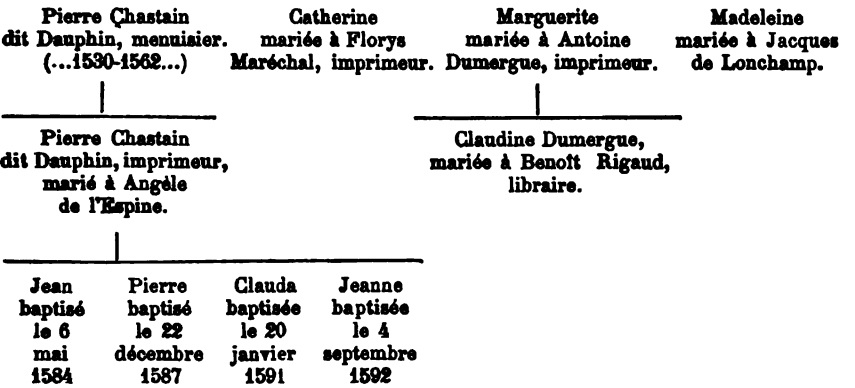 Pierre Chastain
dit Dauphin, menuisier.
(...1530-1562...)
Catherine
mariée à Florys
Maréchal, imprimeur.
Marguerite
mariée à Antoine
Dumergue, imprimeur.
Madeleine
mariée à Jacques
de Lonchamp.
Pierre Chastain
dit Dauphin, imprimeur,
marié à Angèle
de l'Espine.
Claudine Dumergue,
mariée à Benoît Rigaud,
libraire.
Jean
baptisé
le 6
mai
1584
Pierre
baptisé
le 22
décembre
1587
Clauda
baptisée
le 20
janvier
1591
Jeanne
baptisée
le 4
septembre
1592